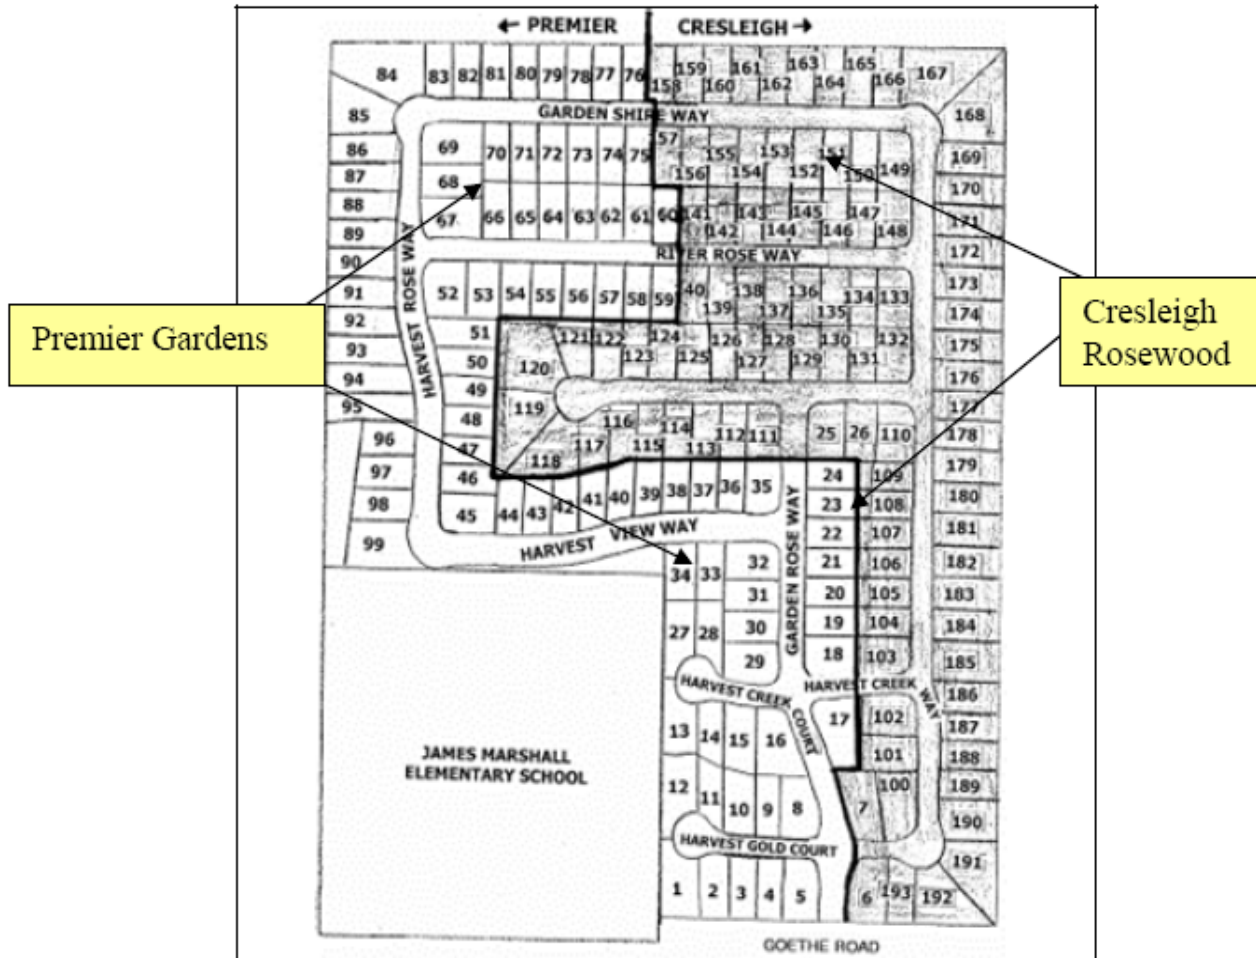 ← PREMIER
CRESLEIGH →
84 83 82 81 80 79 78 77 76
158 159 160 161 162 163 164 165 166 167
GARDEN SHIRE WAY
85 168
86 69 70 71 72 73 74 75 57 155 153 151 149 169
87 68 156 154 152 150 170
88 67 66 65 64 63 62 61 60 141 143 145 147 171
89 142 144 146 148 172
HARVEST ROSE WAY
RIVER ROSE WAY
90 173
91 52 53 54 55 56 57 58 59 40 138 136 134 133 174
139 137 135
92 51 121 122 124 126 128 130 132 175
93 50 120 123 125 127 129 131 176
94 49 119 177
95 48 116 114 112 111 25 26 110 178
96 47 118 117 115 113 179
97 46 24 109 180
98 45 44 43 42 41 40 39 38 37 36 35 23 108 181
99 22 107 182
HARVEST VIEW WAY
GARDEN ROSE WAY
34 33 32 21 106 183
31 20 105 184
27 28 30 19 104 185
29 18 103 186
HARVEST CREEK COURT
HARVEST CREEK WAY
13 14 15 16 17 102 187
101 188
12 11 10 9 8 7 100 189
190
HARVEST GOLD COURT
191
1 2 3 4 5 6 193 192
JAMES MARSHALL
ELEMENTARY SCHOOL
GOETHE ROAD
Premier Gardens
Cresleigh
Rosewood